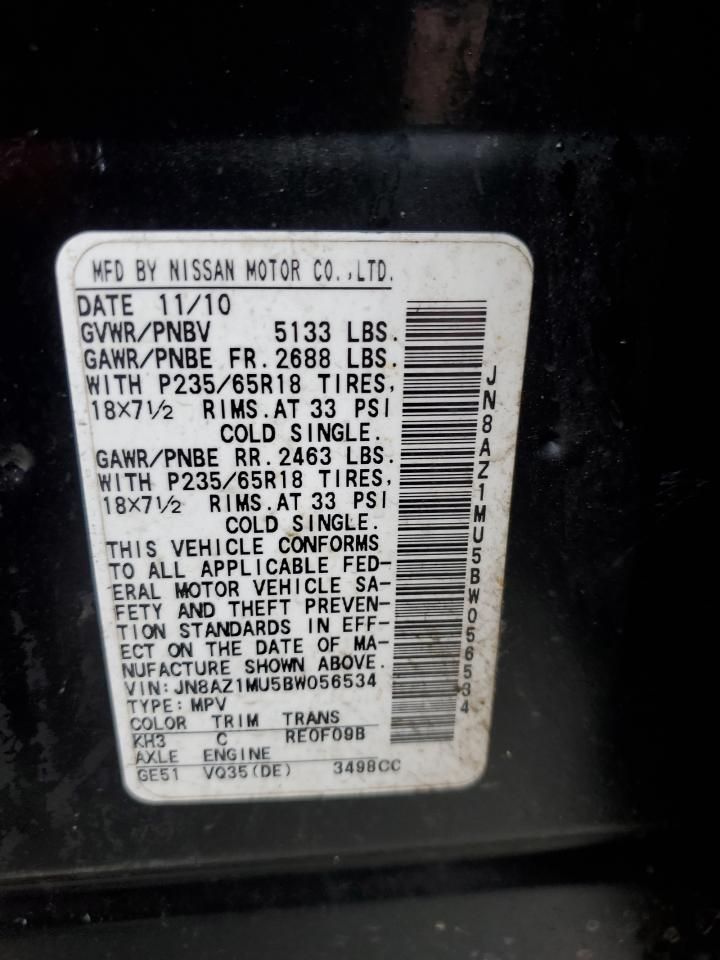 MFD BY NISSAN MOTOR CO.,LTD.
DATE 11/10
GVWR/PNBV 5133 LBS.
GAWR/PNBE FR.2688 LBS.
WITH P235/65R18 TIRES,
18×7½ RIMS.AT 33 PSI
COLD SINGLE.
GAWR/PNBE RR.2463 LBS.
WITH P235/65R18 TIRES,
18×7½ RIMS.AT 33 PSI
COLD SINGLE.
THIS VEHICLE CONFORMS
TO ALL APPLICABLE FED-
ERAL MOTOR VEHICLE SA-
FETY AND THEFT PREVEN-
TION STANDARDS IN EFF-
ECT ON THE DATE OF MA-
NUFACTURE SHOWN ABOVE.
VIN: JN8AZ1MU5BW056534
TYPE: MPV
COLOR TRIM TRANS
KH3 C RE0F09B
AXLE ENGINE
GE51 VQ35(DE) 3498CC
JN8AZ1MU5BW056534